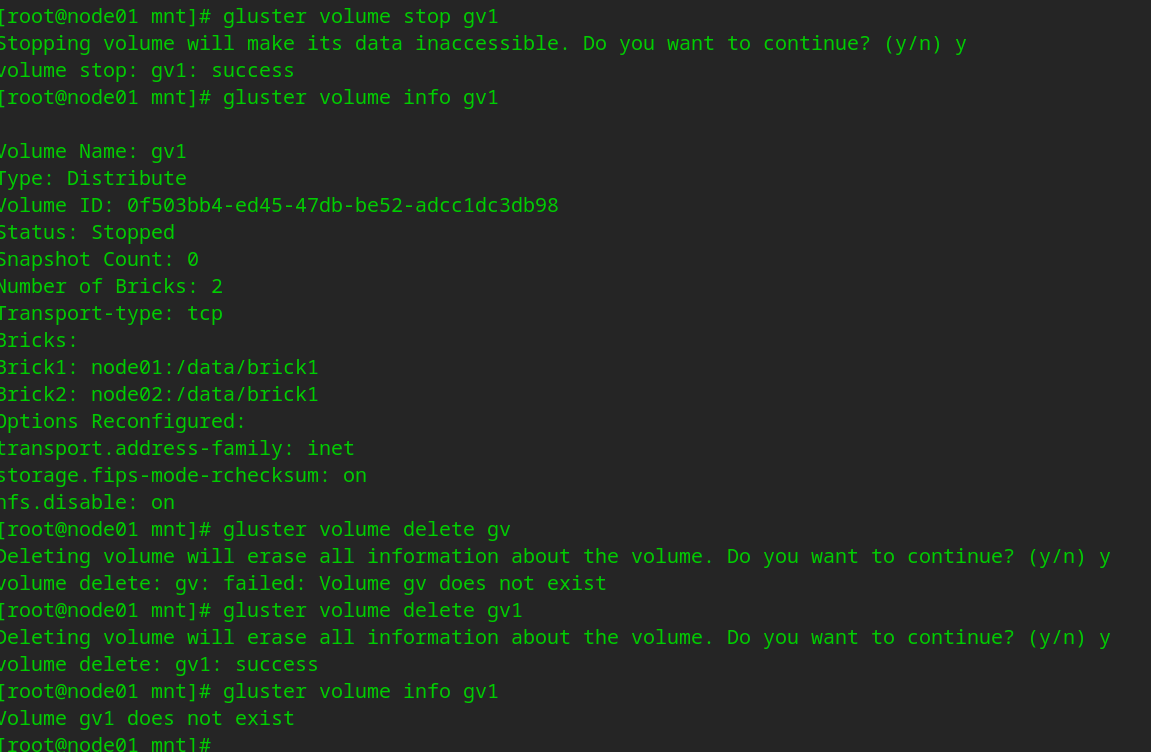 [root@node01 mnt]# gluster volume stop gv1
Stopping volume will make its data inaccessible. Do you want to continue? (y/n) y
volume stop: gv1: success
[root@node01 mnt]# gluster volume info gv1
Volume Name: gv1
Type: Distribute
Volume ID: 0f503bb4-ed45-47db-be52-adcc1dc3db98
Status: Stopped
Snapshot Count: 0
Number of Bricks: 2
Transport-type: tcp
Bricks:
Brick1: node01:/data/brick1
Brick2: node02:/data/brick1
Options Reconfigured:
transport.address-family: inet
storage.fips-mode-rchecksum: on
nfs.disable: on
[root@node01 mnt]# gluster volume delete gv
Deleting volume will erase all information about the volume. Do you want to continue? (y/n) y
volume delete: gv: failed: Volume gv does not exist
[root@node01 mnt]# gluster volume delete gv1
Deleting volume will erase all information about the volume. Do you want to continue? (y/n) y
volume delete: gv1: success
[root@node01 mnt]# gluster volume info gv1
Volume gv1 does not exist
[root@node01 mnt]#